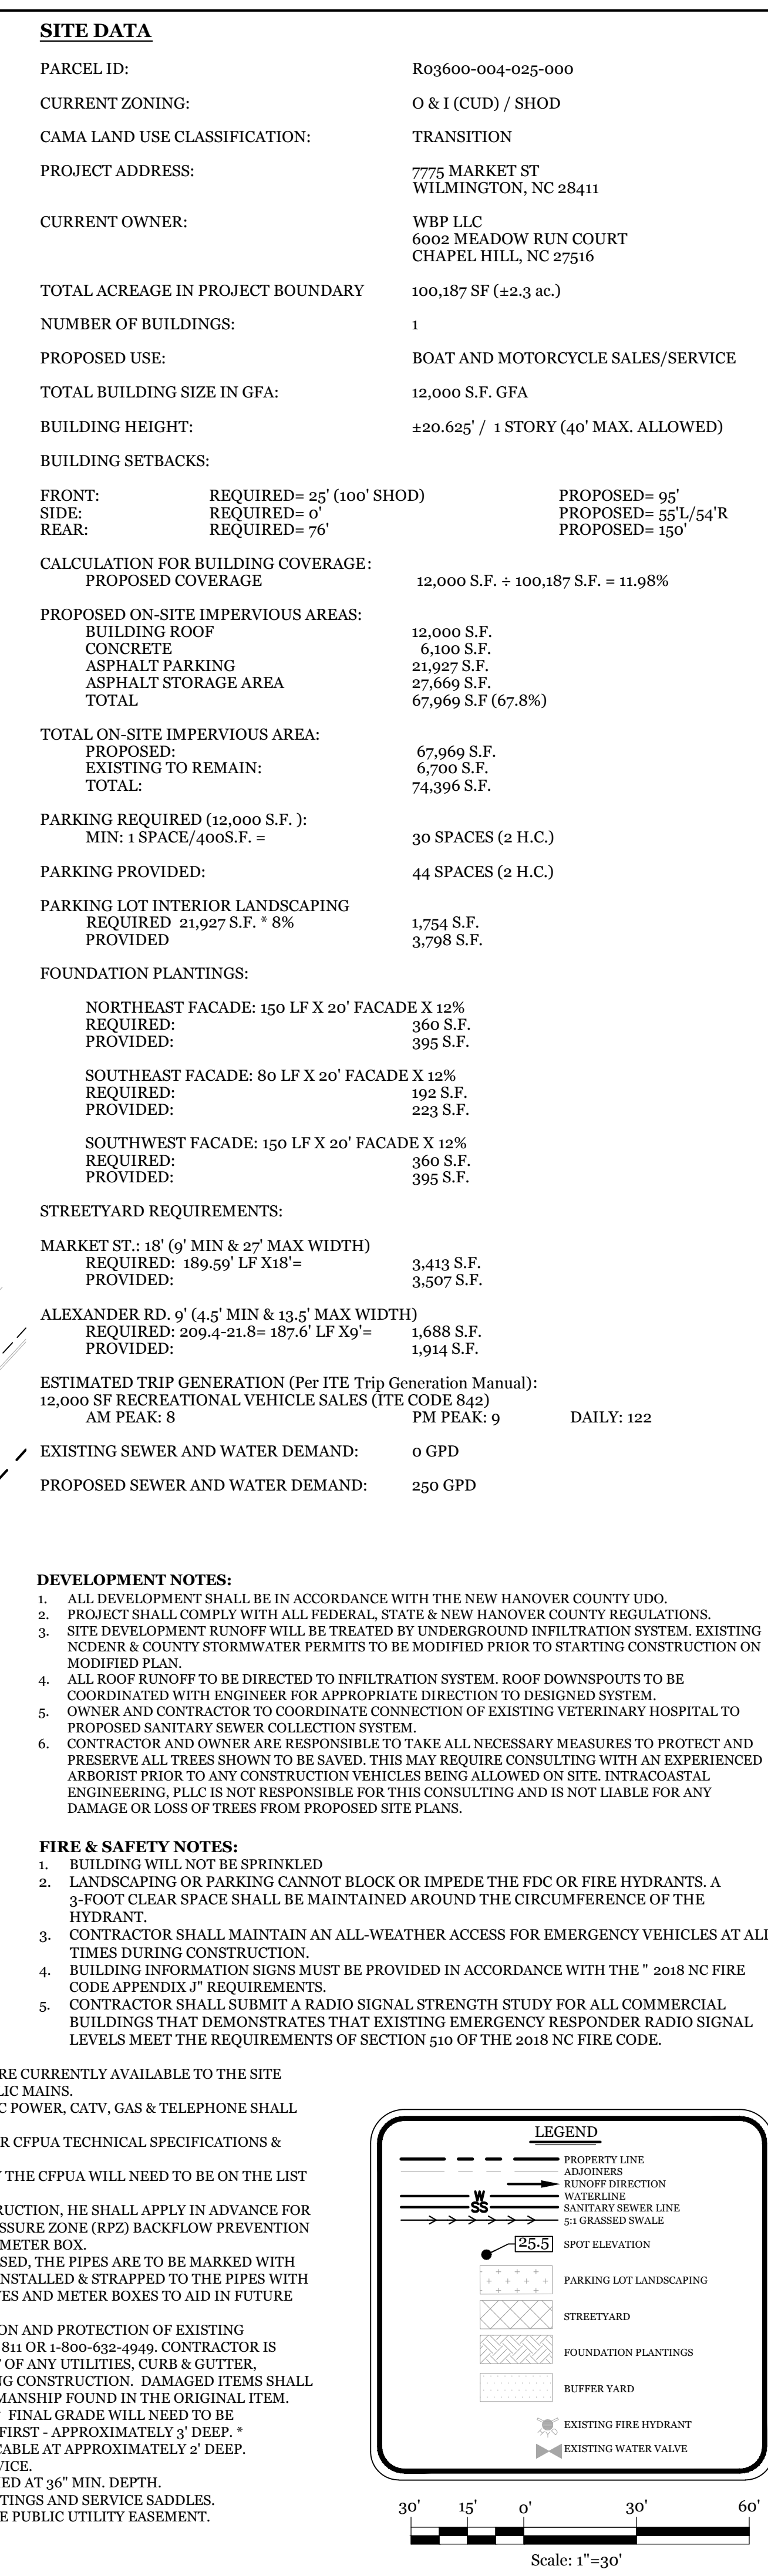 SITE DATA
PARCEL ID: R03600-004-025-000
CURRENT ZONING: O & I (CUD) / SHOD
CAMA LAND USE CLASSIFICATION: TRANSITION
PROJECT ADDRESS: 7775 MARKET ST
WILMINGTON, NC 28411
CURRENT OWNER: WBP LLC
6002 MEADOW RUN COURT
CHAPEL HILL, NC 27516
TOTAL ACREAGE IN PROJECT BOUNDARY 100,187 SF (±2.3 ac.)
NUMBER OF BUILDINGS: 1
PROPOSED USE: BOAT AND MOTORCYCLE SALES/SERVICE
TOTAL BUILDING SIZE IN GFA: 12,000 S.F. GFA
BUILDING HEIGHT: ±20.625' / 1 STORY (40' MAX. ALLOWED)
BUILDING SETBACKS:
FRONT: REQUIRED= 25' (100' SHOD) PROPOSED= 95'
SIDE: REQUIRED= 0' PROPOSED= 55'L/54'R
REAR: REQUIRED= 76' PROPOSED= 150'
CALCULATION FOR BUILDING COVERAGE:
PROPOSED COVERAGE 12,000 S.F. ÷ 100,187 S.F. = 11.98%
PROPOSED ON-SITE IMPERVIOUS AREAS:
BUILDING ROOF 12,000 S.F.
CONCRETE 6,100 S.F.
ASPHALT PARKING 21,927 S.F.
ASPHALT STORAGE AREA 27,669 S.F.
TOTAL 67,969 S.F (67.8%)
TOTAL ON-SITE IMPERVIOUS AREA:
PROPOSED: 67,969 S.F.
EXISTING TO REMAIN: 6,700 S.F.
TOTAL: 74,396 S.F.
PARKING REQUIRED (12,000 S.F. ):
MIN: 1 SPACE/400S.F. = 30 SPACES (2 H.C.)
PARKING PROVIDED: 44 SPACES (2 H.C.)
PARKING LOT INTERIOR LANDSCAPING
REQUIRED 21,927 S.F. * 8% 1,754 S.F.
PROVIDED 3,798 S.F.
FOUNDATION PLANTINGS:
NORTHEAST FACADE: 150 LF X 20' FACADE X 12%
REQUIRED: 360 S.F.
PROVIDED: 395 S.F.
SOUTHEAST FACADE: 80 LF X 20' FACADE X 12%
REQUIRED: 192 S.F.
PROVIDED: 223 S.F.
SOUTHWEST FACADE: 150 LF X 20' FACADE X 12%
REQUIRED: 360 S.F.
PROVIDED: 395 S.F.
STREETYARD REQUIREMENTS:
MARKET ST.: 18' (9' MIN & 27' MAX WIDTH)
REQUIRED: 189.59' LF X18'= 3,413 S.F.
PROVIDED: 3,507 S.F.
ALEXANDER RD. 9' (4.5' MIN & 13.5' MAX WIDTH)
REQUIRED: 209.4-21.8= 187.6' LF X9'= 1,688 S.F.
PROVIDED: 1,914 S.F.
ESTIMATED TRIP GENERATION (Per ITE Trip Generation Manual):
12,000 SF RECREATIONAL VEHICLE SALES (ITE CODE 842)
AM PEAK: 8 PM PEAK: 9 DAILY: 122
EXISTING SEWER AND WATER DEMAND: 0 GPD
PROPOSED SEWER AND WATER DEMAND: 250 GPD
DEVELOPMENT NOTES:
1. ALL DEVELOPMENT SHALL BE IN ACCORDANCE WITH THE NEW HANOVER COUNTY UDO.
2. PROJECT SHALL COMPLY WITH ALL FEDERAL, STATE & NEW HANOVER COUNTY REGULATIONS.
3. SITE DEVELOPMENT RUNOFF WILL BE TREATED BY UNDERGROUND INFILTRATION SYSTEM. EXISTING
NCDENR & COUNTY STORMWATER PERMITS TO BE MODIFIED PRIOR TO STARTING CONSTRUCTION ON
MODIFIED PLAN.
4. ALL ROOF RUNOFF TO BE DIRECTED TO INFILTRATION SYSTEM. ROOF DOWNSPOUTS TO BE
COORDINATED WITH ENGINEER FOR APPROPRIATE DIRECTION TO DESIGNED SYSTEM.
5. OWNER AND CONTRACTOR TO COORDINATE CONNECTION OF EXISTING VETERINARY HOSPITAL TO
PROPOSED SANITARY SEWER COLLECTION SYSTEM.
6. CONTRACTOR AND OWNER ARE RESPONSIBLE TO TAKE ALL NECESSARY MEASURES TO PROTECT AND
PRESERVE ALL TREES SHOWN TO BE SAVED. THIS MAY REQUIRE CONSULTING WITH AN EXPERIENCED
ARBORIST PRIOR TO ANY CONSTRUCTION VEHICLES BEING ALLOWED ON SITE. INTRACOASTAL
ENGINEERING, PLLC IS NOT RESPONSIBLE FOR THIS CONSULTING AND IS NOT LIABLE FOR ANY
DAMAGE OR LOSS OF TREES FROM PROPOSED SITE PLANS.
FIRE & SAFETY NOTES:
1. BUILDING WILL NOT BE SPRINKLED
2. LANDSCAPING OR PARKING CANNOT BLOCK OR IMPEDE THE FDC OR FIRE HYDRANTS. A
3-FOOT CLEAR SPACE SHALL BE MAINTAINED AROUND THE CIRCUMFERENCE OF THE
HYDRANT.
3. CONTRACTOR SHALL MAINTAIN AN ALL-WEATHER ACCESS FOR EMERGENCY VEHICLES AT ALL
TIMES DURING CONSTRUCTION.
4. BUILDING INFORMATION SIGNS MUST BE PROVIDED IN ACCORDANCE WITH THE " 2018 NC FIRE
CODE APPENDIX J" REQUIREMENTS.
5. CONTRACTOR SHALL SUBMIT A RADIO SIGNAL STRENGTH STUDY FOR ALL COMMERCIAL
BUILDINGS THAT DEMONSTRATES THAT EXISTING EMERGENCY RESPONDER RADIO SIGNAL
LEVELS MEET THE REQUIREMENTS OF SECTION 510 OF THE 2018 NC FIRE CODE.
RE CURRENTLY AVAILABLE TO THE SITE
LIC MAINS.
C POWER, CATV, GAS & TELEPHONE SHALL
R CFPUA TECHNICAL SPECIFICATIONS &
Y THE CFPUA WILL NEED TO BE ON THE LIST
RUCTION, HE SHALL APPLY IN ADVANCE FOR
SSURE ZONE (RPZ) BACKFLOW PREVENTION
METER BOX.
SED, THE PIPES ARE TO BE MARKED WITH
NSTALLED & STRAPPED TO THE PIPES WITH
VES AND METER BOXES TO AID IN FUTURE
ON AND PROTECTION OF EXISTING
811 OR 1-800-632-4949. CONTRACTOR IS
T OF ANY UTILITIES, CURB & GUTTER,
NG CONSTRUCTION. DAMAGED ITEMS SHALL
MANSHIP FOUND IN THE ORIGINAL ITEM.
FINAL GRADE WILL NEED TO BE
FIRST - APPROXIMATELY 3' DEEP. *
CABLE AT APPROXIMATELY 2' DEEP.
VICE.
ED AT 36" MIN. DEPTH.
TINGS AND SERVICE SADDLES.
E PUBLIC UTILITY EASEMENT.
LEGEND
PROPERTY LINE
ADJOINERS
RUNOFF DIRECTION
W WATERLINE
SS SANITARY SEWER LINE
5:1 GRASSED SWALE
25.5 SPOT ELEVATION
PARKING LOT LANDSCAPING
STREETYARD
FOUNDATION PLANTINGS
BUFFER YARD
EXISTING FIRE HYDRANT
EXISTING WATER VALVE
30' 15' 0' 30' 60'
Scale: 1"=30'